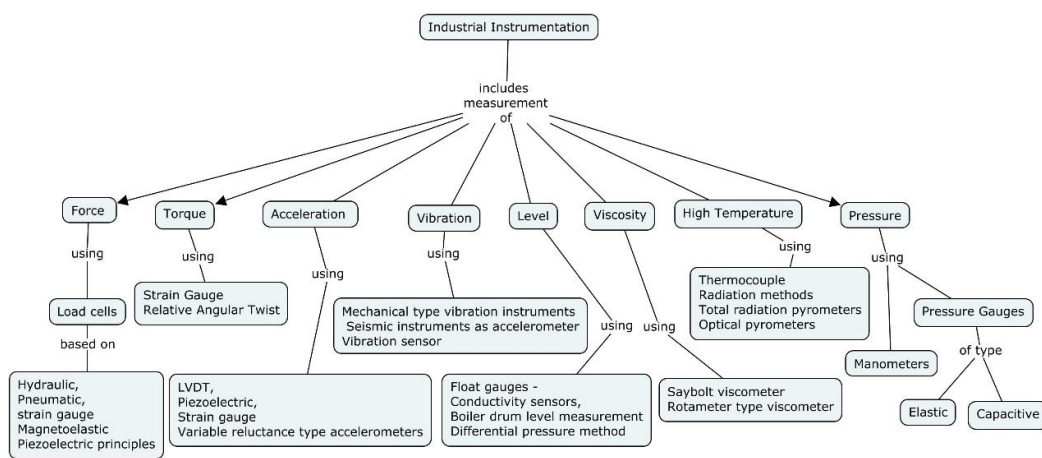 Industrial Instrumentation
includes
measurement
of
Force
Torque
Acceleration
Vibration
Level
Viscosity
High Temperature
Pressure
using
using
using
using
using
using
using
using
Load cells
based on
Hydraulic,
Pneumatic,
strain gauge
Magnetoelastic
Piezoelectric principles
Strain Gauge
Relative Angular Twist
LVDT,
Piezoelectric,
Strain gauge
Variable reluctance type accelerometers
Mechanical type vibration instruments
Seismic instruments as accelerometer
Vibration sensor
Float gauges -
Conductivity sensors,
Boiler drum level measurement
Differential pressure method
Saybolt viscometer
Rotameter type viscometer
Thermocouple
Radiation methods
Total radiation pyrometers
Optical pyrometers
Manometers
Pressure Gauges
of type
Elastic
Capacitive